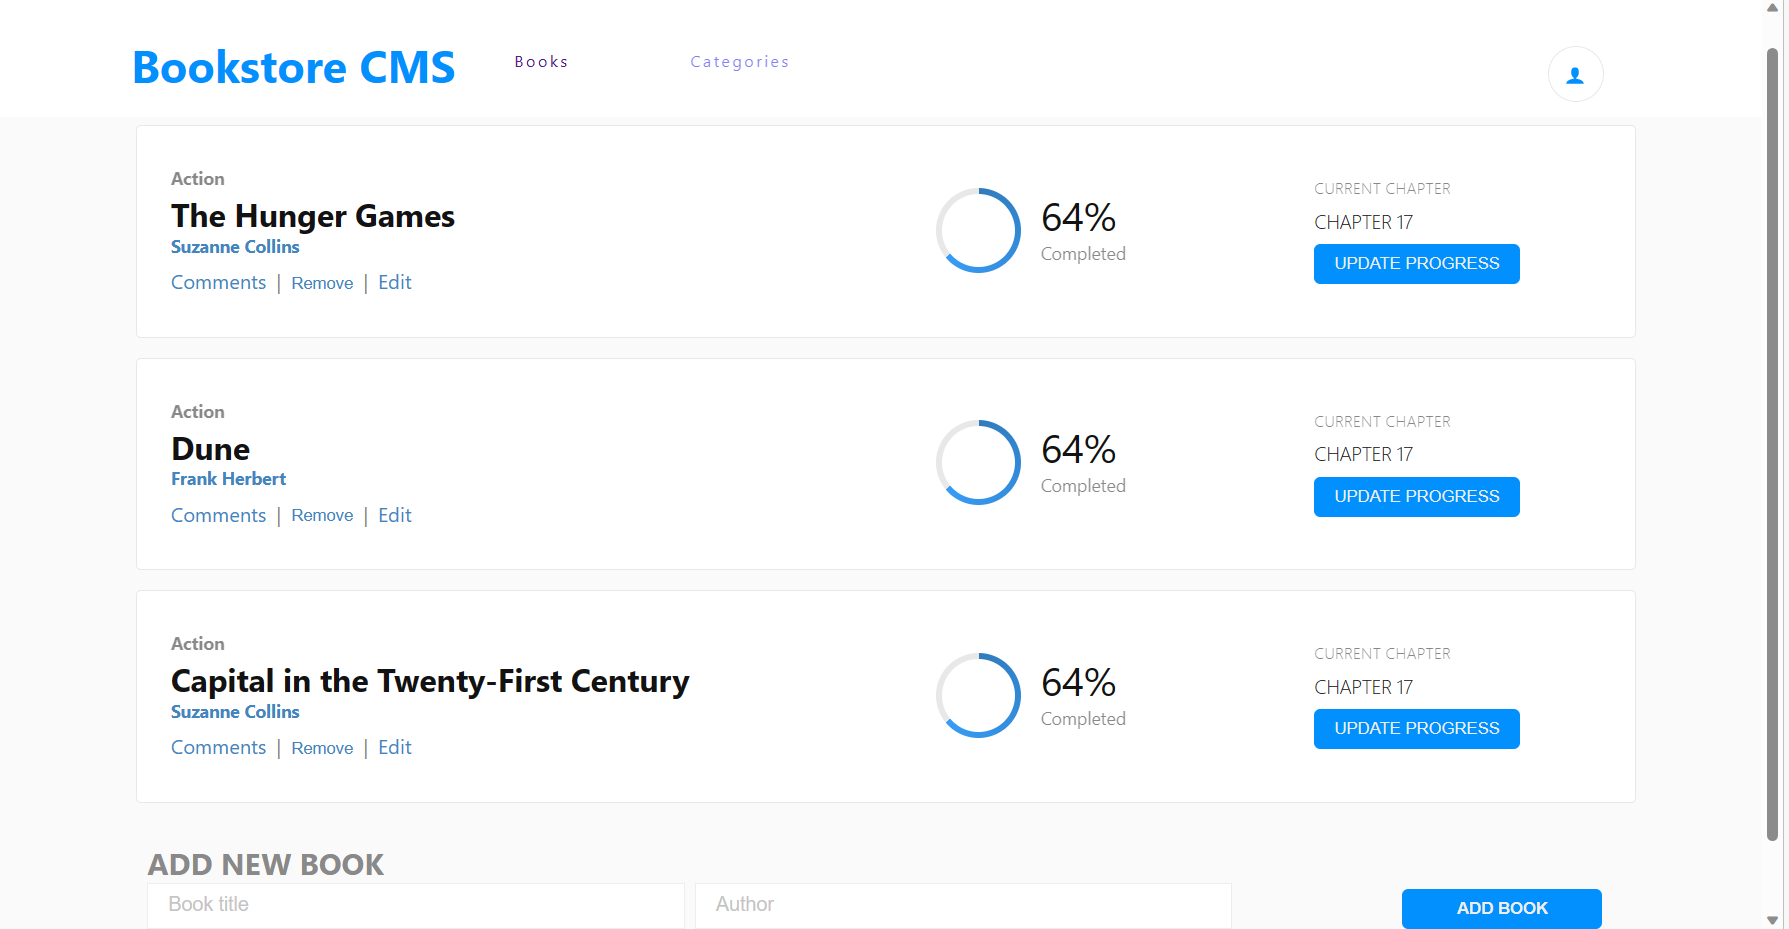 Bookstore CMS
Books
Categories
Action
The Hunger Games
Suzanne Collins
Comments | Remove | Edit
64%
Completed
CURRENT CHAPTER
CHAPTER 17
UPDATE PROGRESS
Action
Dune
Frank Herbert
Comments | Remove | Edit
64%
Completed
CURRENT CHAPTER
CHAPTER 17
UPDATE PROGRESS
Action
Capital in the Twenty-First Century
Suzanne Collins
Comments | Remove | Edit
64%
Completed
CURRENT CHAPTER
CHAPTER 17
UPDATE PROGRESS
ADD NEW BOOK
Book title
Author
ADD BOOK